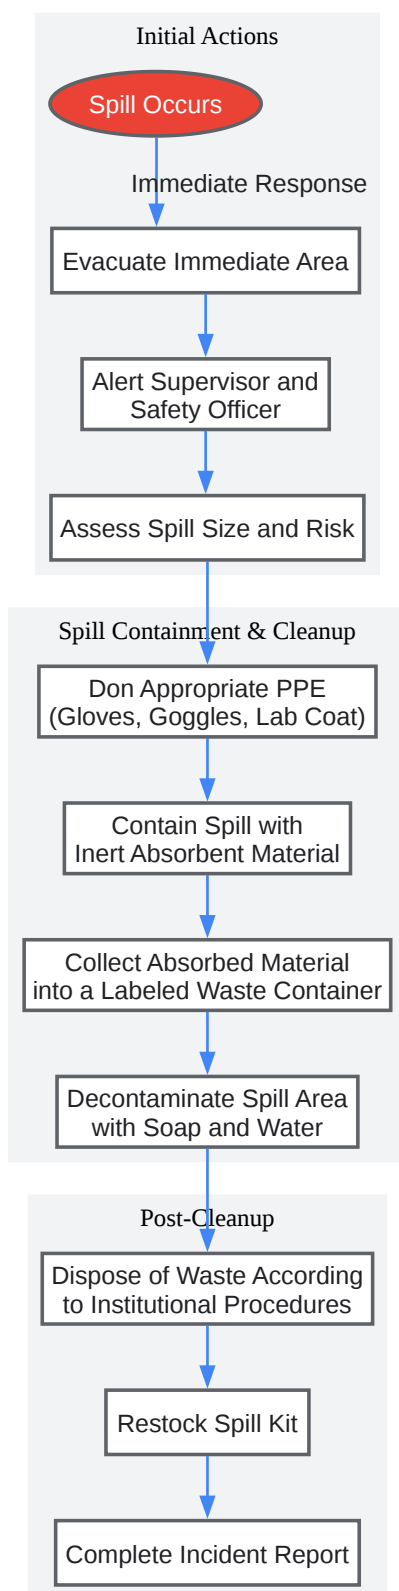 Initial Actions
Spill Occurs
Immediate Response
Evacuate Immediate Area
Alert Supervisor and
Safety Officer
Assess Spill Size and Risk
Spill Containment & Cleanup
Don Appropriate PPE
(Gloves, Goggles, Lab Coat)
Contain Spill with
Inert Absorbent Material
Collect Absorbed Material
into a Labeled Waste Container
Decontaminate Spill Area
with Soap and Water
Post-Cleanup
Dispose of Waste According
to Institutional Procedures
Restock Spill Kit
Complete Incident Report